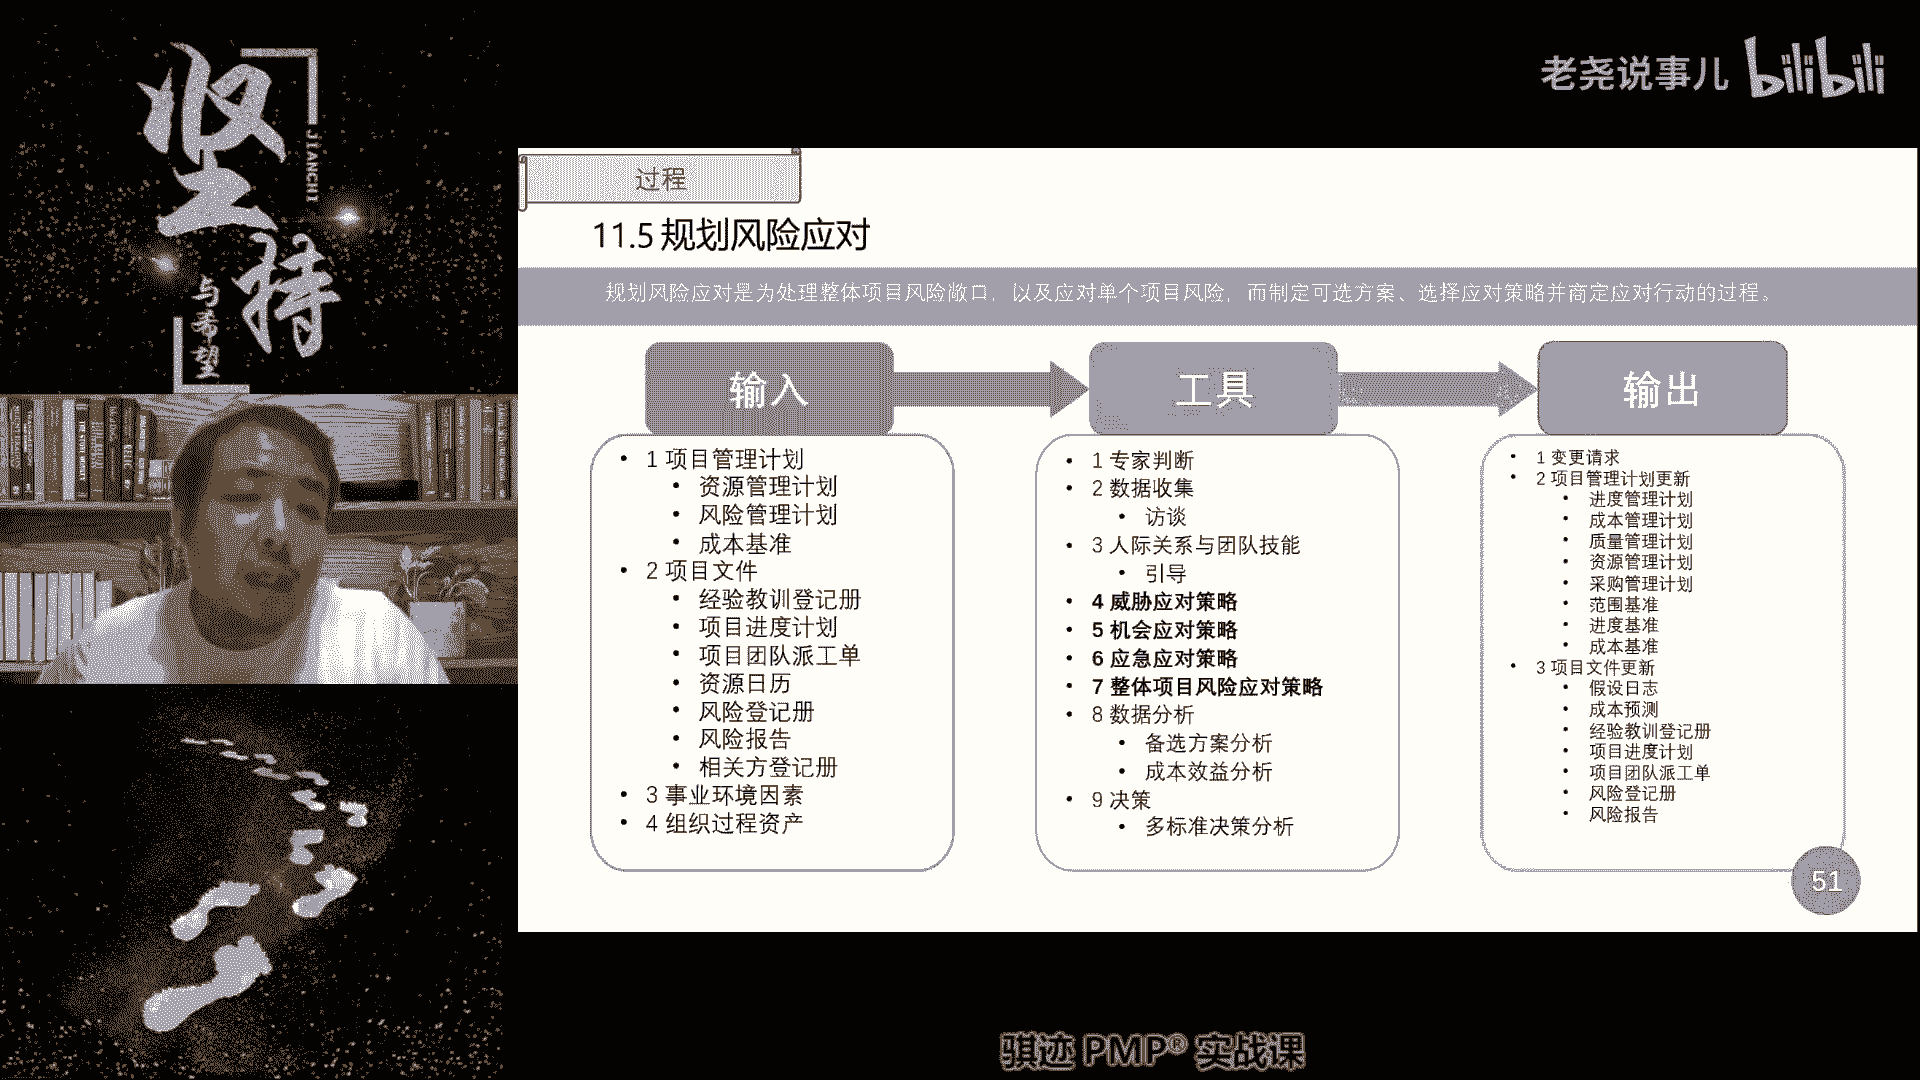 坚持
JIANCHI
与希望
老尧说事儿 bilibili
过程
11.5 规划风险应对
规划风险应对是为处理整体项目风险敞口，以及应对单个项目风险，而制定可选方案、选择应对策略并商定应对行动的过程。
输入
• 1 项目管理计划
• 资源管理计划
• 风险管理计划
• 成本基准
• 2 项目文件
• 经验教训登记册
• 项目进度计划
• 项目团队派工单
• 资源日历
• 风险登记册
• 风险报告
• 相关方登记册
• 3 事业环境因素
• 4 组织过程资产
工具
• 1 专家判断
• 2 数据收集
• 访谈
• 3 人际关系与团队技能
• 引导
• 4 威胁应对策略
• 5 机会应对策略
• 6 应急应对策略
• 7 整体项目风险应对策略
• 8 数据分析
• 备选方案分析
• 成本效益分析
• 9 决策
• 多标准决策分析
输出
• 1 变更请求
• 2 项目管理计划更新
• 进度管理计划
• 成本管理计划
• 质量管理计划
• 资源管理计划
• 采购管理计划
• 范围基准
• 进度基准
• 成本基准
• 3 项目文件更新
• 假设日志
• 成本预测
• 经验教训登记册
• 项目进度计划
• 项目团队派工单
• 风险登记册
• 风险报告
51
骐迹 PMP® 实战课